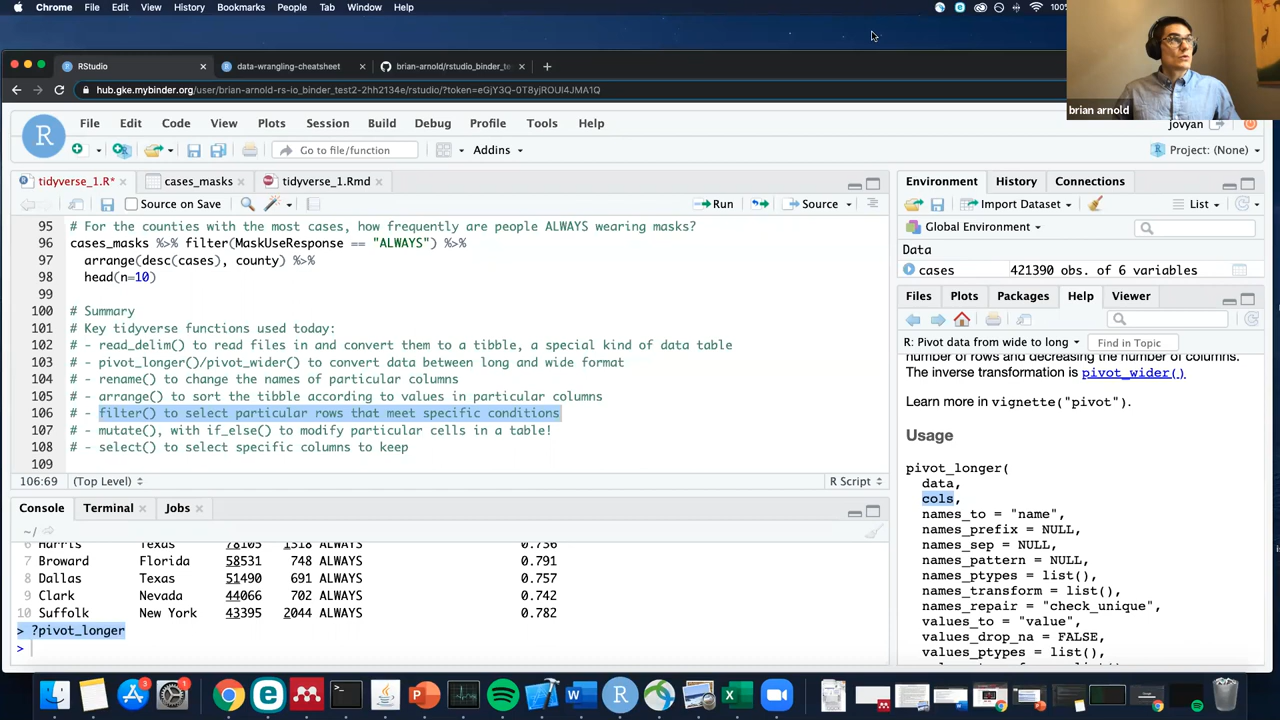 Chrome File Edit View History Bookmarks People Tab Window Help 100%
RStudio data-wrangling-cheatsheet brian-arnold/rstudio_binder_te
hub.gke.mybinder.org/user/brian-arnold-rs-io_binder_test2-2hh2134e/rstudio/?token=eGjY3Q-0T8yjROUI4JMA1Q
brian arnold
File Edit Code View Plots Session Build Debug Profile Tools Help
jovyan
Go to file/function Addins
Project: (None)
tidyverse_1.R* cases_masks tidyverse_1.Rmd
Source on Save Run Source
95 # For the counties with the most cases, how frequently are people ALWAYS wearing masks?
96 cases_masks %>% filter(MaskUseResponse == "ALWAYS") %>%
97 arrange(desc(cases), county) %>%
98 head(n=10)
99
100 # Summary
101 # Key tidyverse functions used today:
102 # - read_delim() to read files in and convert them to a tibble, a special kind of data table
103 # - pivot_longer()/pivot_wider() to convert data between long and wide format
104 # - rename() to change the names of particular columns
105 # - arrange() to sort the tibble according to values in particular columns
106 # - filter() to select particular rows that meet specific conditions
107 # - mutate(), with if_else() to modify particular cells in a table!
108 # - select() to select specific columns to keep
109
106:69 (Top Level) R Script
Console Terminal Jobs
~/
6 Harris Texas 78105 1318 ALWAYS 0.736
7 Broward Florida 58531 748 ALWAYS 0.791
8 Dallas Texas 51490 691 ALWAYS 0.757
9 Clark Nevada 44066 702 ALWAYS 0.742
10 Suffolk New York 43395 2044 ALWAYS 0.782
> ?pivot_longer
>
Environment History Connections
Import Dataset List
Global Environment
Data
cases 421390 obs. of 6 variables
Files Plots Packages Help Viewer
R: Pivot data from wide to long Find in Topic
number of rows and decreasing the number of columns.
The inverse transformation is pivot_wider()
Learn more in vignette("pivot").
Usage
pivot_longer(
data,
cols,
names_to = "name",
names_prefix = NULL,
names_sep = NULL,
names_pattern = NULL,
names_ptypes = list(),
names_transform = list(),
names_repair = "check_unique",
values_to = "value",
values_drop_na = FALSE,
values_ptypes = list(),